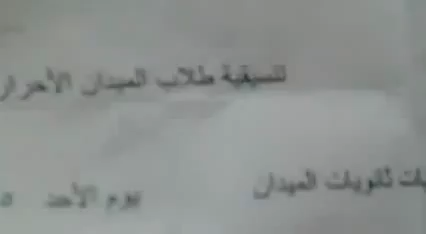 تنسيقية طلاب الميدان الأحرار
ثانويات الميدان يوم الأحد